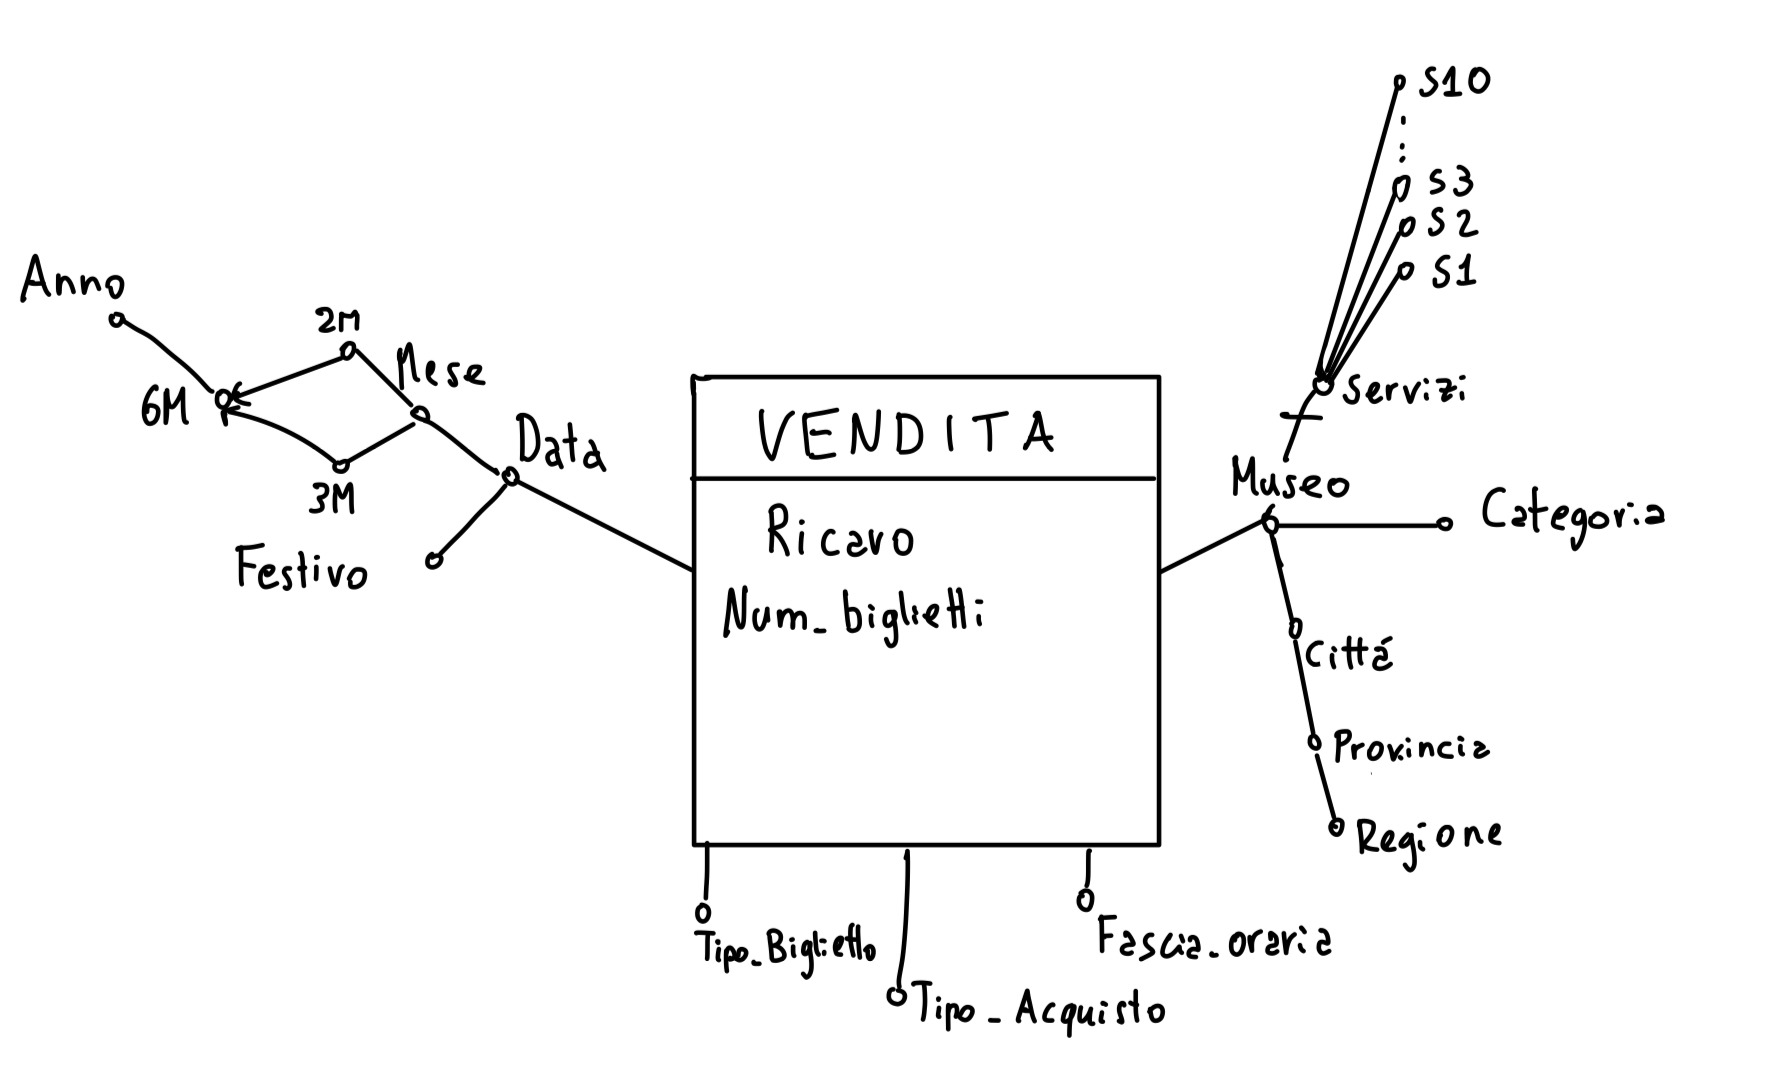 S10
S3
S2
S1
Anno
2M
Mese
6M
Servizi
VENDITA
Data
3M
Museo
Categoria
Ricavo
Festivo
Num_biglietti
Cittá
Provincia
Regione
Tipo_Biglietto
Fascia_oraria
Tipo_Acquisto